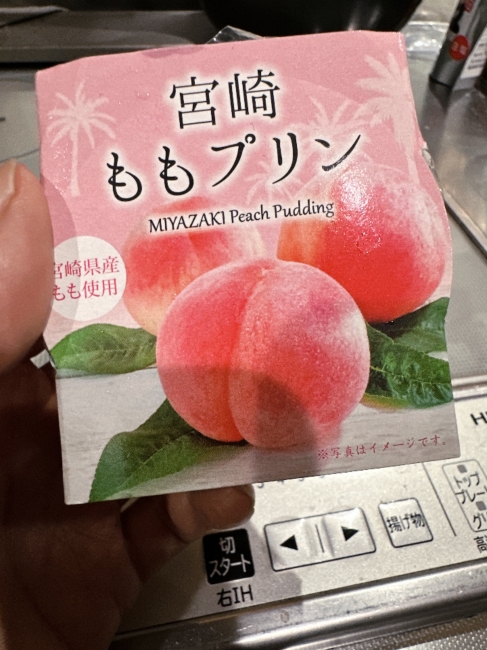 宮崎
ももプリン
MIYAZAKI Peach Pudding
宮崎県産
もも使用
※写真はイメージです。
切
スタート
右IH
揚げ物
トップ
プレー